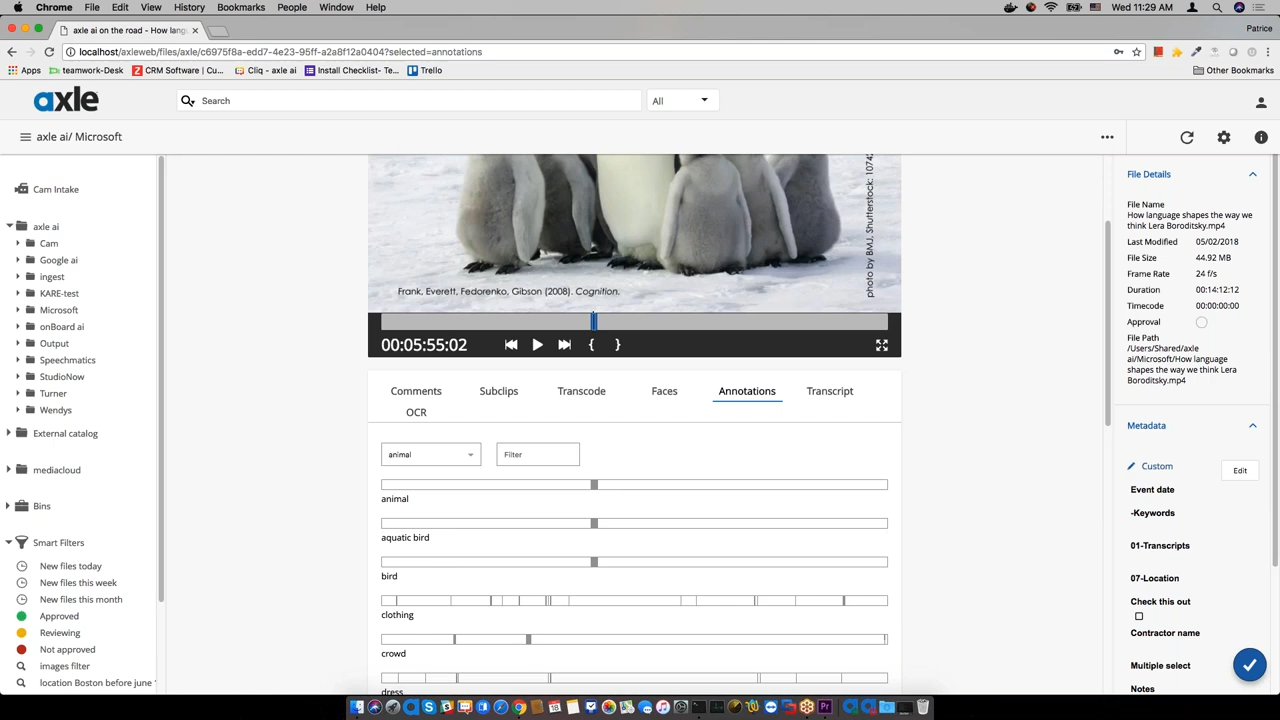 Chrome File Edit View History Bookmarks People Window Help
Wed 11:29 AM
axle ai on the road - How lang
Patrice
localhost/axleweb/files/axle/c6975f8a-edd7-4e23-95ff-a2a8f12a0404?selected=annotations
Apps
teamwork-Desk
CRM Software | Cu...
Cliq - axle ai
Install Checklist- Te...
Trello
Other Bookmarks
axle
Search
All
axle ai/ Microsoft
Cam Intake
axle ai
Cam
Google ai
ingest
KARE-test
Microsoft
onBoard ai
Output
Speechmatics
StudioNow
Turner
Wendys
External catalog
mediacloud
Bins
Smart Filters
New files today
New files this week
New files this month
Approved
Reviewing
Not approved
images filter
location Boston before june '
photo by BMJ, Shutterstock: 1074
Frank, Everett, Fedorenko, Gibson (2008). Cognition.
00:05:55:02
{ }
Comments Subclips Transcode Faces Annotations Transcript
OCR
animal
Filter
animal
aquatic bird
bird
clothing
crowd
dress
File Details
File Name
How language shapes the way we
think Lera Boroditsky.mp4
Last Modified 05/02/2018
File Size 44.92 MB
Frame Rate 24 f/s
Duration 00:14:12:12
Timecode 00:00:00:00
Approval
File Path
/Users/Shared/axle
ai/Microsoft/How language
shapes the way we think Lera
Boroditsky.mp4
Metadata
Custom
Edit
Event date
-Keywords
01-Transcripts
07-Location
Check this out
Contractor name
Multiple select
Notes